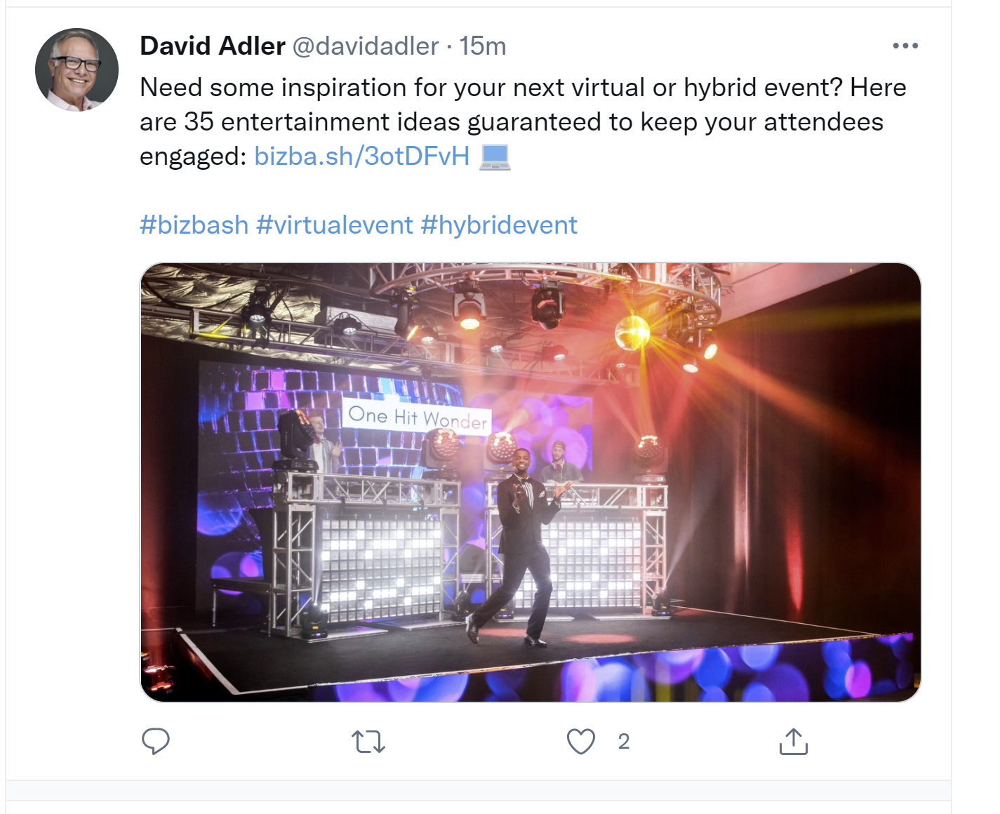 David Adler @davidadler · 15m
Need some inspiration for your next virtual or hybrid event? Here
are 35 entertainment ideas guaranteed to keep your attendees
engaged: bizba.sh/3otDFvH 💻
#bizbash #virtualevent #hybridevent
One Hit Wonder
2